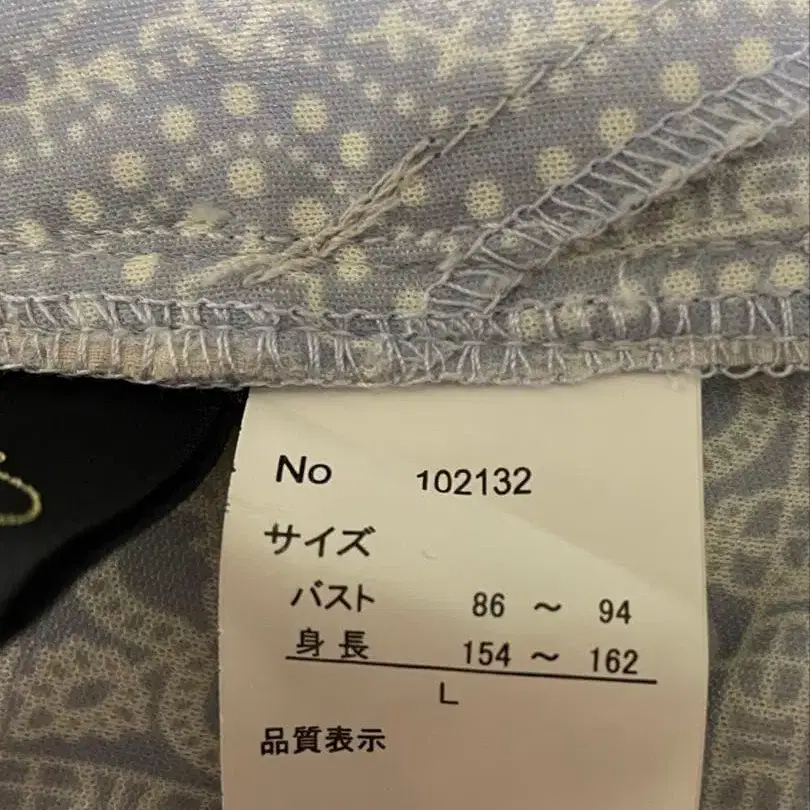 No 102132
サイズ
バスト 86 ～ 94
身長 154 ～ 162
L
品質表示